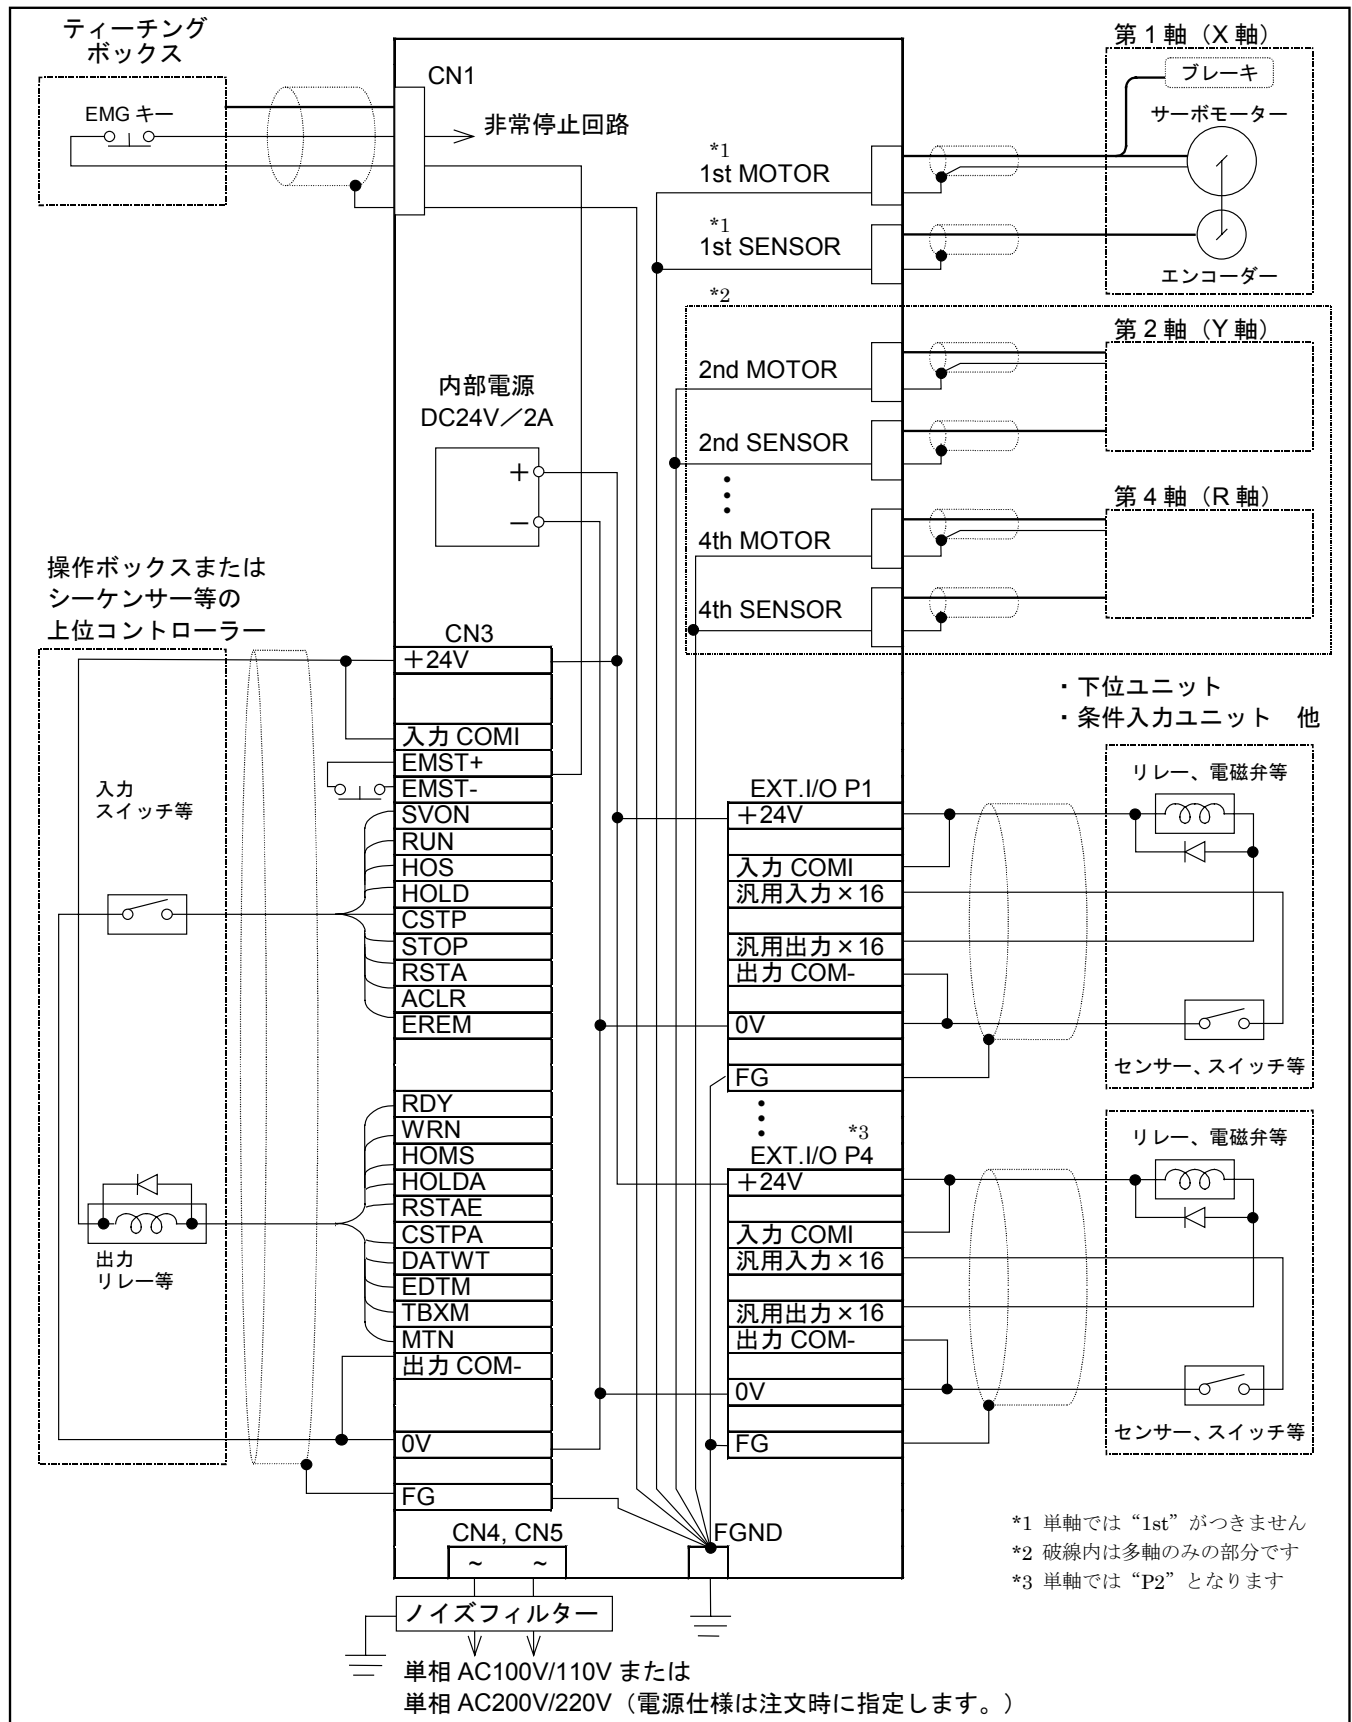 ティーチング
ボックス
EMG キー
CN1
非常停止回路
第 1 軸（X 軸）
ブレーキ
サーボモーター
エンコーダー
*1
1st MOTOR
*1
1st SENSOR
*2
第 2 軸（Y 軸）
2nd MOTOR
2nd SENSOR
第 4 軸（R 軸）
4th MOTOR
4th SENSOR
内部電源
DC24V／2A
＋
－
操作ボックスまたは
シーケンサー等の
上位コントローラー
CN3
＋24V
入力 COMI
EMST+
EMST-
SVON
RUN
HOS
HOLD
CSTP
STOP
RSTA
ACLR
EREM
RDY
WRN
HOMS
HOLDA
RSTAE
CSTPA
DATWT
EDTM
TBXM
MTN
出力 COM-
0V
FG
入力
スイッチ等
出力
リレー等
・下位ユニット
・条件入力ユニット　他
EXT.I/O P1
＋24V
入力 COMI
汎用入力×16
汎用出力×16
出力 COM-
0V
FG
リレー、電磁弁等
センサー、スイッチ等
*3
EXT.I/O P4
＋24V
入力 COMI
汎用入力×16
汎用出力×16
出力 COM-
0V
FG
リレー、電磁弁等
センサー、スイッチ等
CN4, CN5
~ ~
FGND
ノイズフィルター
単相 AC100V/110V または
単相 AC200V/220V（電源仕様は注文時に指定します。）
*1 単軸では“1st”がつきません
*2 破線内は多軸のみの部分です
*3 単軸では“P2”となります